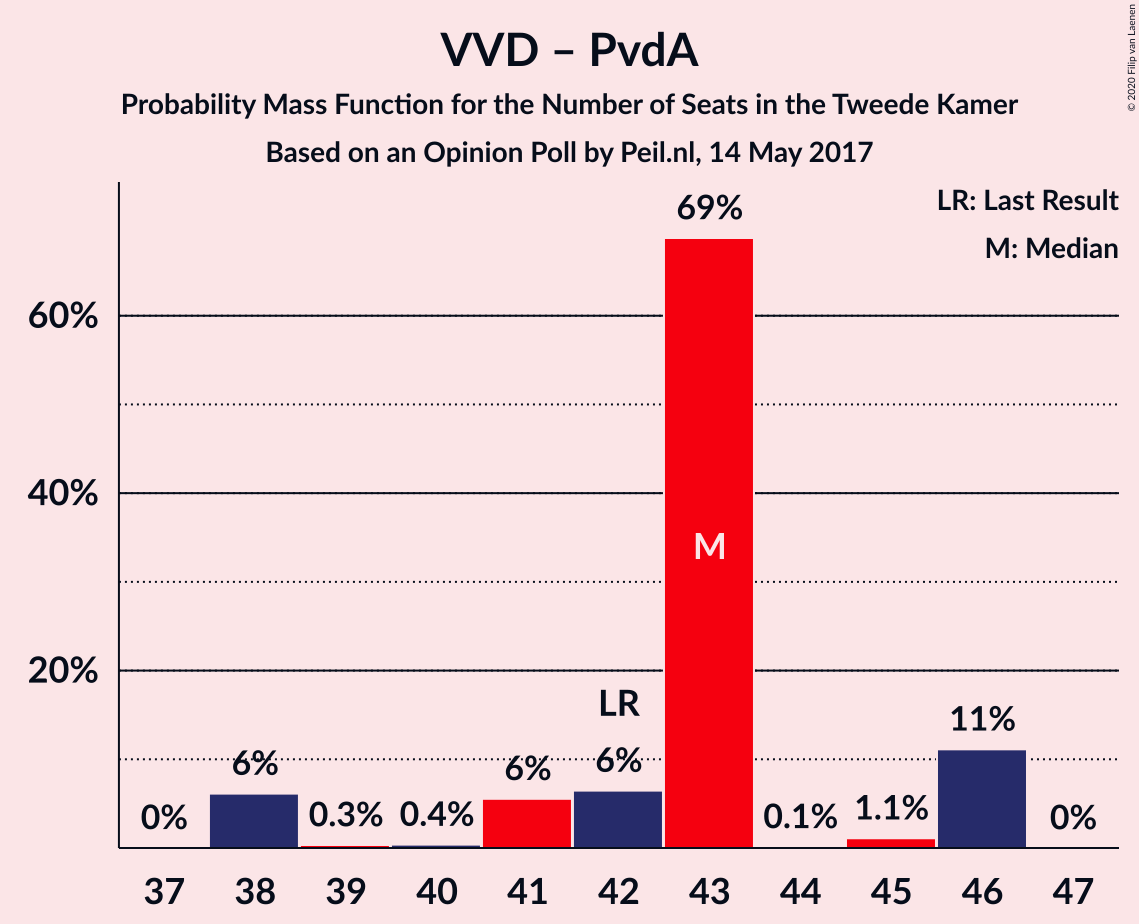 VVD – PvdA
Probability Mass Function for the Number of Seats in the Tweede Kamer
Based on an Opinion Poll by Peil.nl, 14 May 2017
© 2020 Filip van Laenen
LR: Last Result
M: Median
60%
40%
20%
0%
6%
0.3%
0.4%
6%
LR
6%
69%
M
0.1%
1.1%
11%
0%
37 38 39 40 41 42 43 44 45 46 47